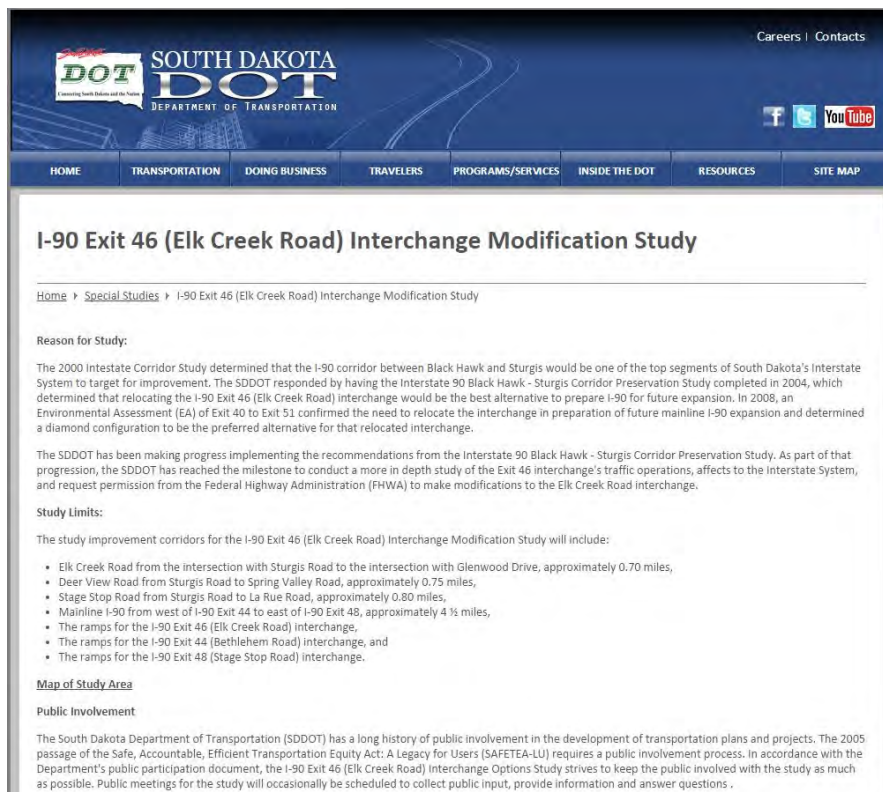 Careers | Contacts
DOT
Connecting South Dakota and the Nation
SOUTH DAKOTA
DOT
DEPARTMENT OF TRANSPORTATION
f
You Tube
HOME TRANSPORTATION DOING BUSINESS TRAVELERS PROGRAMS/SERVICES INSIDE THE DOT RESOURCES SITE MAP
I-90 Exit 46 (Elk Creek Road) Interchange Modification Study
Home › Special Studies › I-90 Exit 46 (Elk Creek Road) Interchange Modification Study
Reason for Study:
The 2000 Intestate Corridor Study determined that the I-90 corridor between Black Hawk and Sturgis would be one of the top segments of South Dakota's Interstate
System to target for improvement. The SDDOT responded by having the Interstate 90 Black Hawk - Sturgis Corridor Preservation Study completed in 2004, which
determined that relocating the I-90 Exit 46 (Elk Creek Road) interchange would be the best alternative to prepare I-90 for future expansion. In 2008, an
Environmental Assessment (EA) of Exit 40 to Exit 51 confirmed the need to relocate the interchange in preparation of future mainline I-90 expansion and determined
a diamond configuration to be the preferred alternative for that relocated interchange.
The SDDOT has been making progress implementing the recommendations from the Interstate 90 Black Hawk - Sturgis Corridor Preservation Study. As part of that
progression, the SDDOT has reached the milestone to conduct a more in depth study of the Exit 46 interchange's traffic operations, affects to the Interstate System,
and request permission from the Federal Highway Administration (FHWA) to make modifications to the Elk Creek Road interchange.
Study Limits:
The study improvement corridors for the I-90 Exit 46 (Elk Creek Road) Interchange Modification Study will include:
• Elk Creek Road from the intersection with Sturgis Road to the intersection with Glenwood Drive, approximately 0.70 miles,
• Deer View Road from Sturgis Road to Spring Valley Road, approximately 0.75 miles,
• Stage Stop Road from Sturgis Road to La Rue Road, approximately 0.80 miles,
• Mainline I-90 from west of I-90 Exit 44 to east of I-90 Exit 48, approximately 4 ½ miles,
• The ramps for the I-90 Exit 46 (Elk Creek Road) interchange,
• The ramps for the I-90 Exit 44 (Bethlehem Road) interchange, and
• The ramps for the I-90 Exit 48 (Stage Stop Road) interchange.
Map of Study Area
Public Involvement
The South Dakota Department of Transportation (SDDOT) has a long history of public involvement in the development of transportation plans and projects. The 2005
passage of the Safe, Accountable, Efficient Transportation Equity Act: A Legacy for Users (SAFETEA-LU) requires a public involvement process. In accordance with the
Department's public participation document, the I-90 Exit 46 (Elk Creek Road) Interchange Options Study strives to keep the public involved with the study as much
as possible. Public meetings for the study will occasionally be scheduled to collect public input, provide information and answer questions .